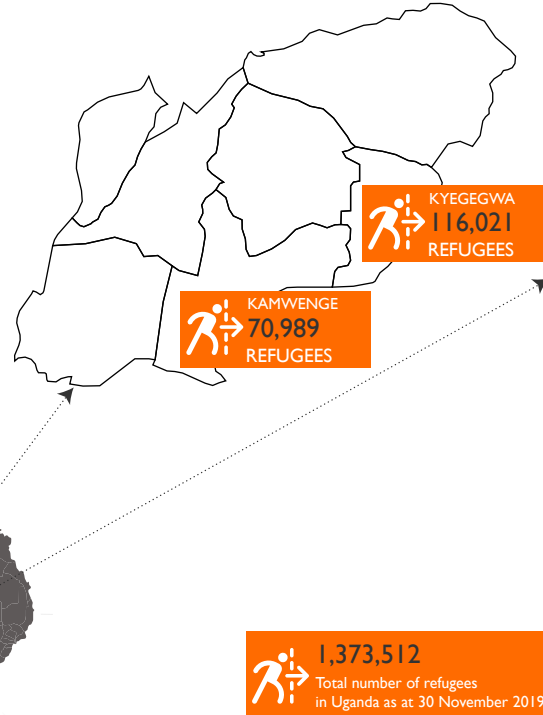 KYEGEGWA
116,021
REFUGEES
KAMWENGE
70,989
REFUGEES
1,373,512
Total number of refugees
in Uganda as at 30 November 2019